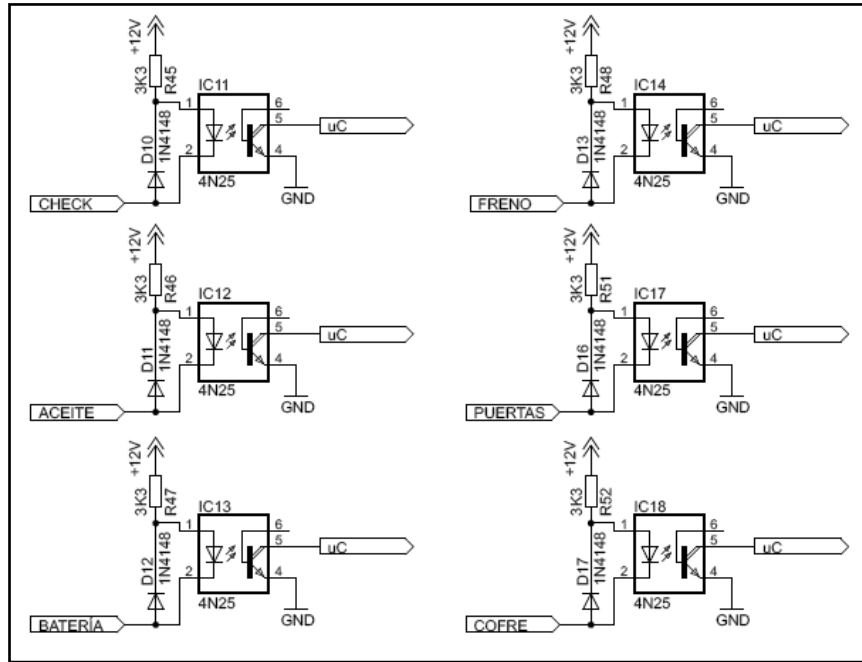 +12V
3K3
R45
IC11
1
6
5
uC
D10
1N4148
2
4
4N25
CHECK
GND
+12V
3K3
R48
IC14
1
6
5
uC
D13
1N4148
2
4
4N25
FRENO
GND
+12V
3K3
R46
IC12
1
6
5
uC
D11
1N4148
2
4
4N25
ACEITE
GND
+12V
3K3
R51
IC17
1
6
5
uC
D16
1N4148
2
4
4N25
PUERTAS
GND
+12V
3K3
R47
IC13
1
6
5
uC
D12
1N4148
2
4
4N25
BATERÍA
GND
+12V
3K3
R52
IC18
1
6
5
uC
D17
1N4148
2
4
4N25
COFRE
GND